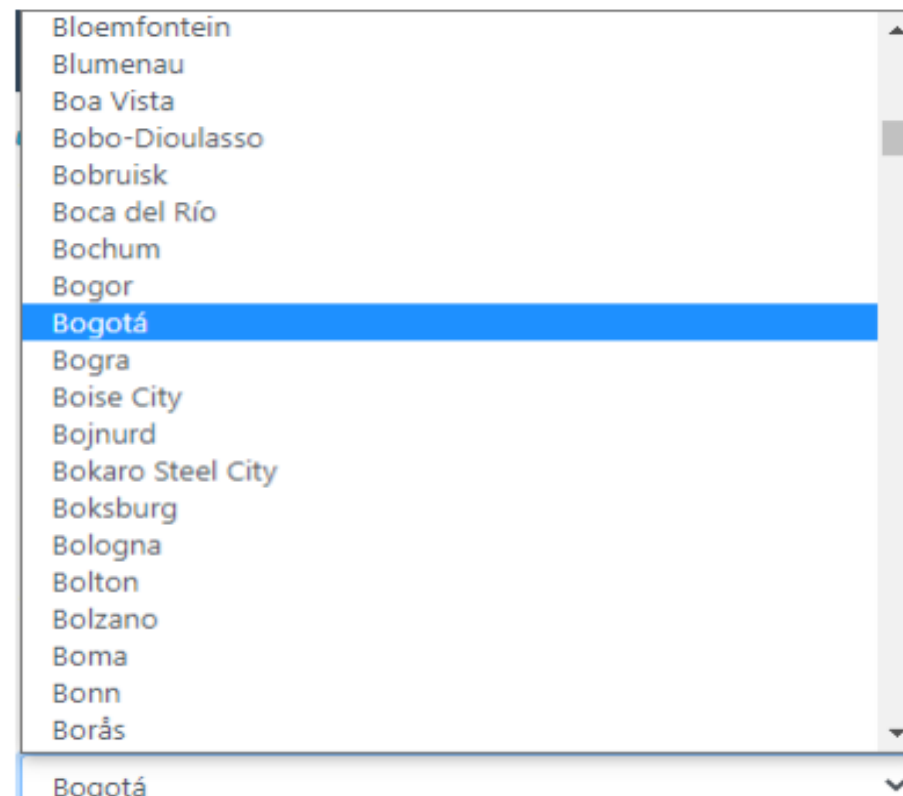 Bloemfontein
Blumenau
Boa Vista
Bobo-Dioulasso
Bobruisk
Boca del Río
Bochum
Bogor
Bogotá
Bogra
Boise City
Bojnurd
Bokaro Steel City
Boksburg
Bologna
Bolton
Bolzano
Boma
Bonn
Borås
Bogotá